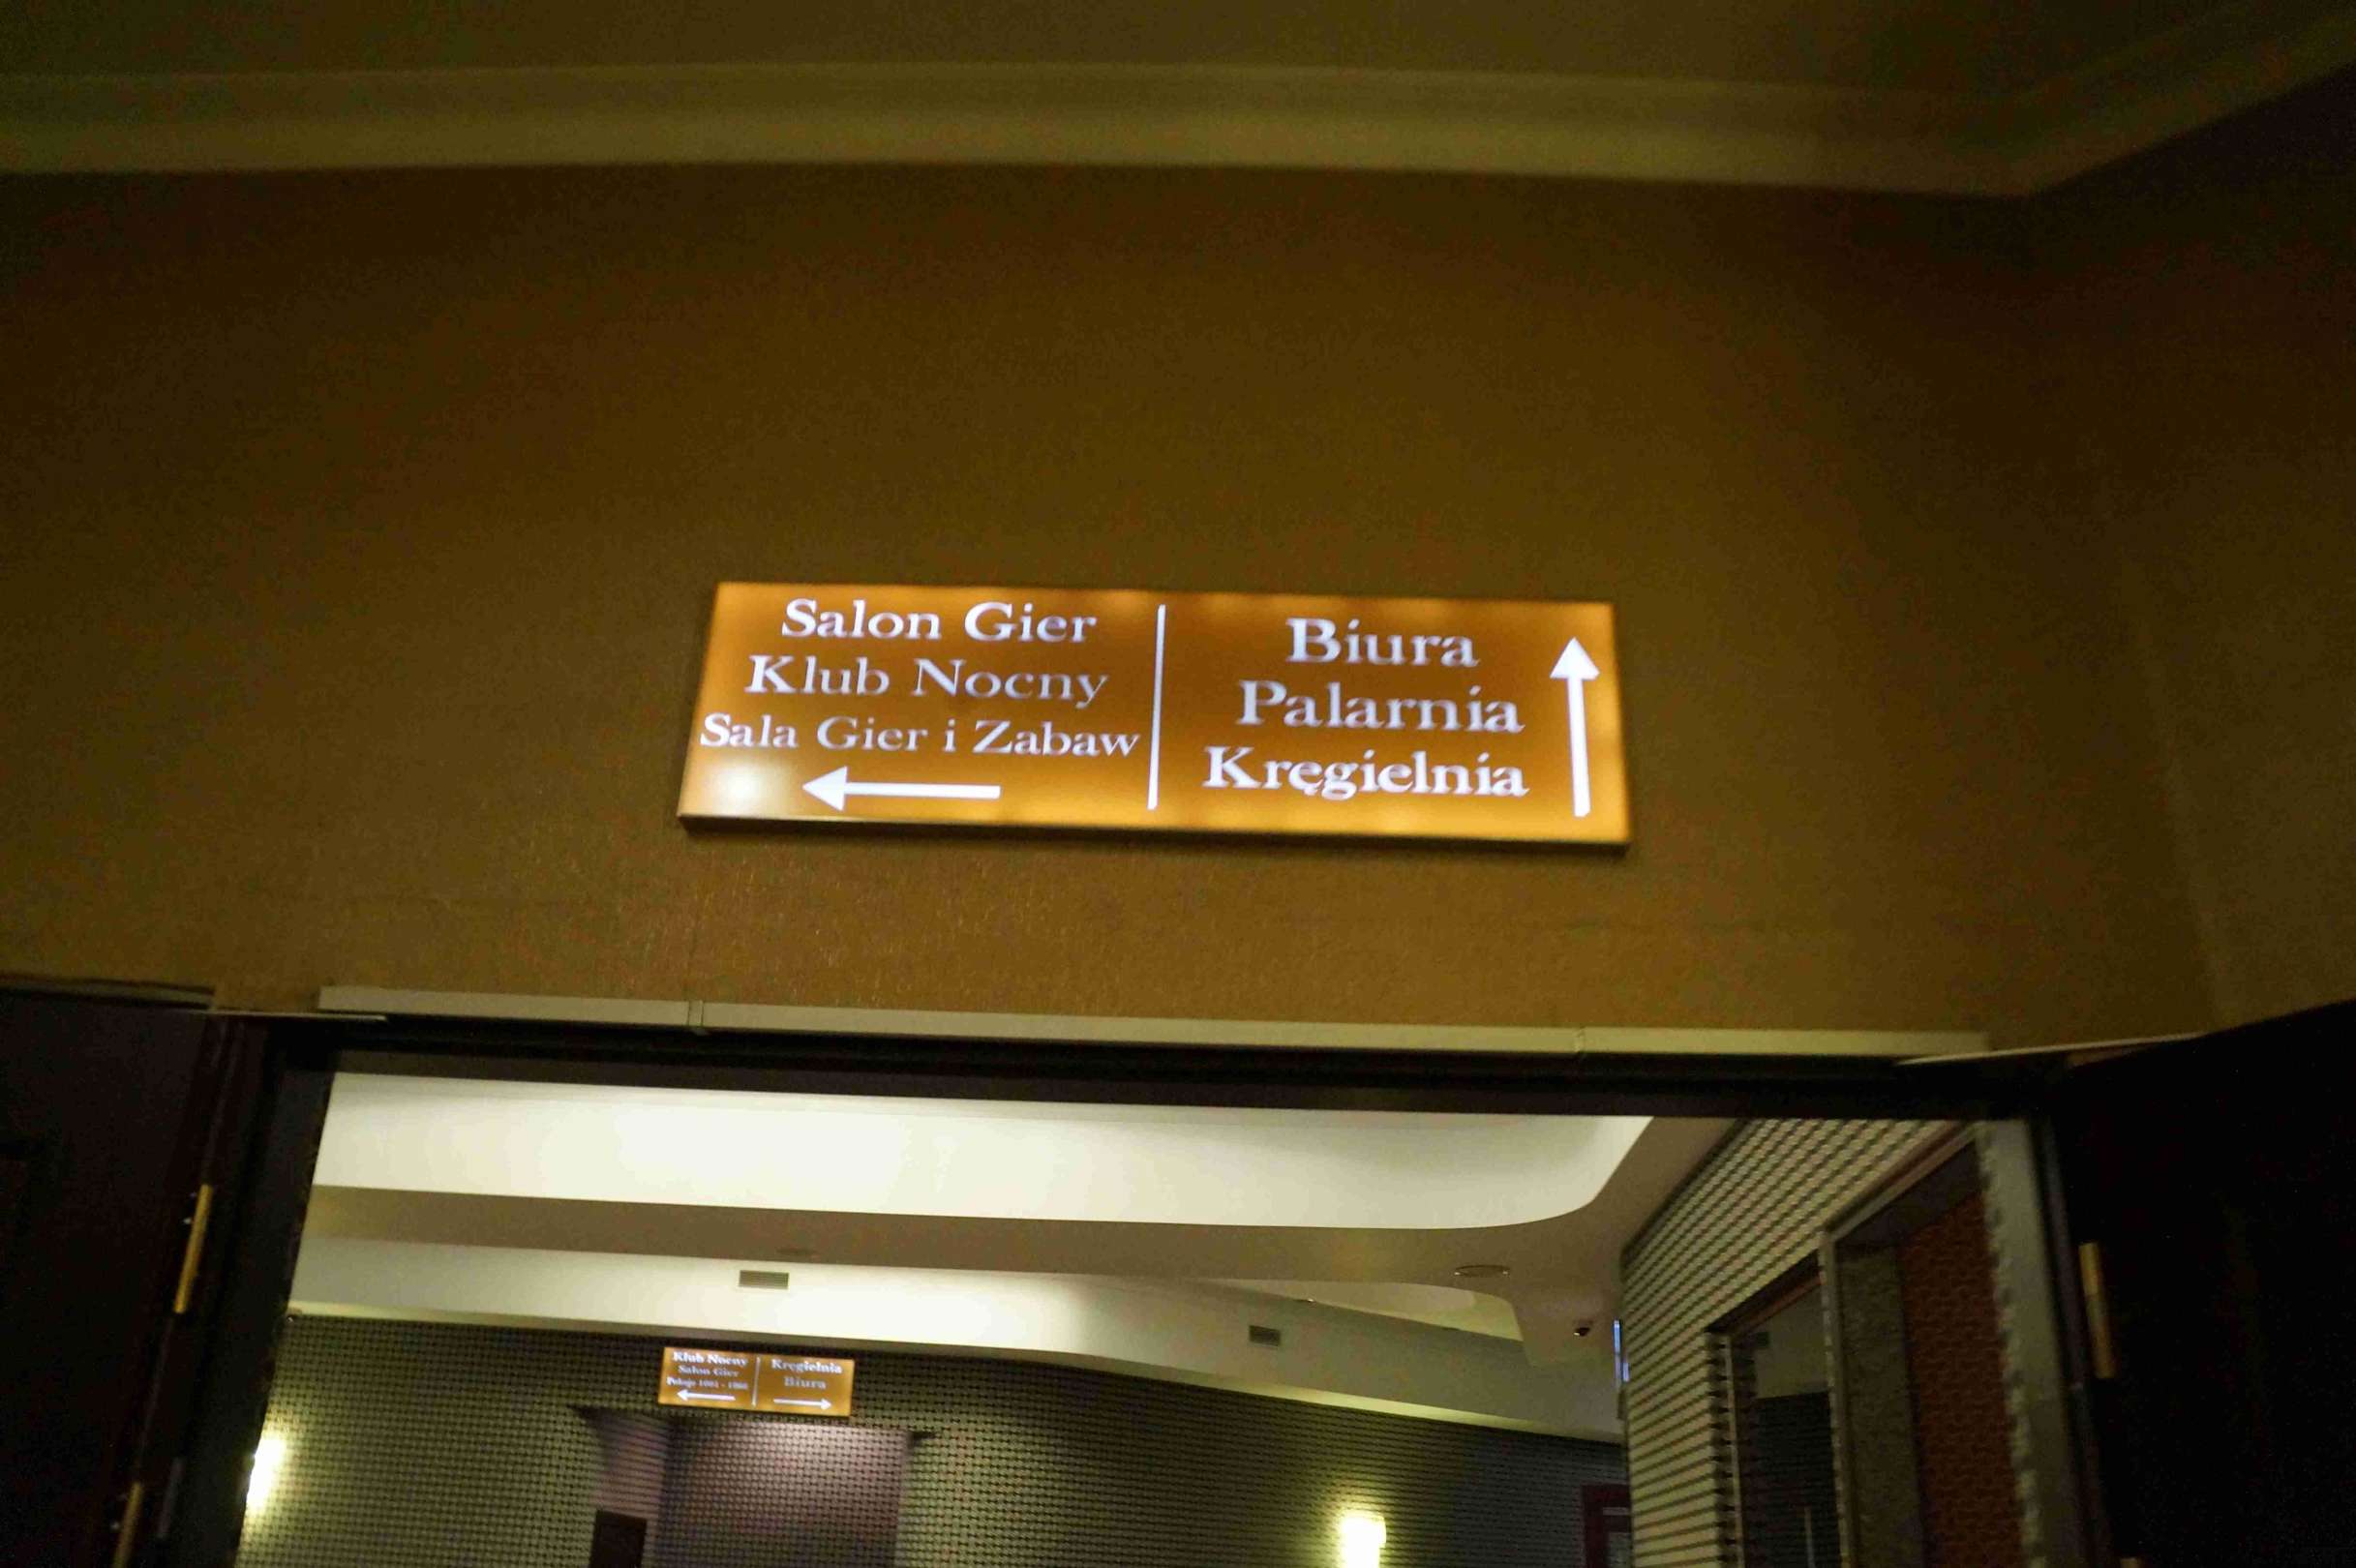 Salon Gier
Klub Nocny
Sala Gier i Zabaw
Biura
Palarnia
Kręgielnia
Klub Nocny
Salon Gier
Kręgielnia
Biura